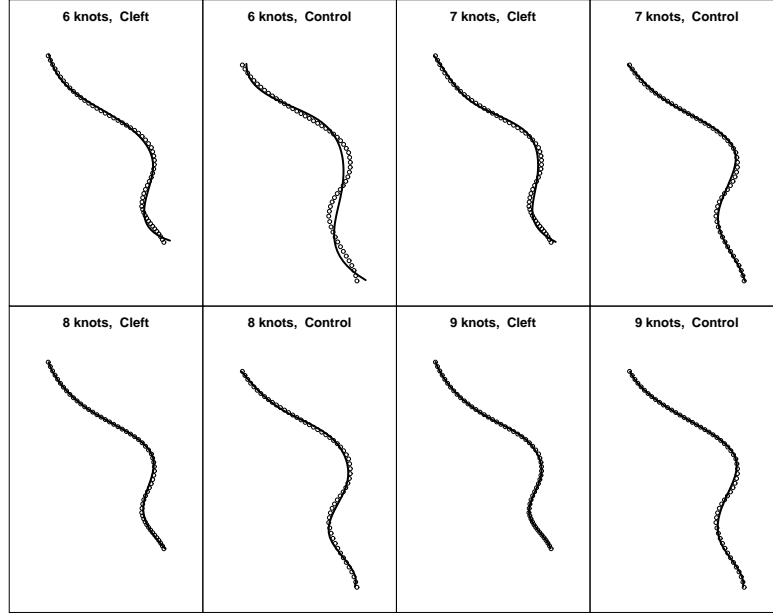 6 knots, Cleft
6 knots, Control
7 knots, Cleft
7 knots, Control
8 knots, Cleft
8 knots, Control
9 knots, Cleft
9 knots, Control